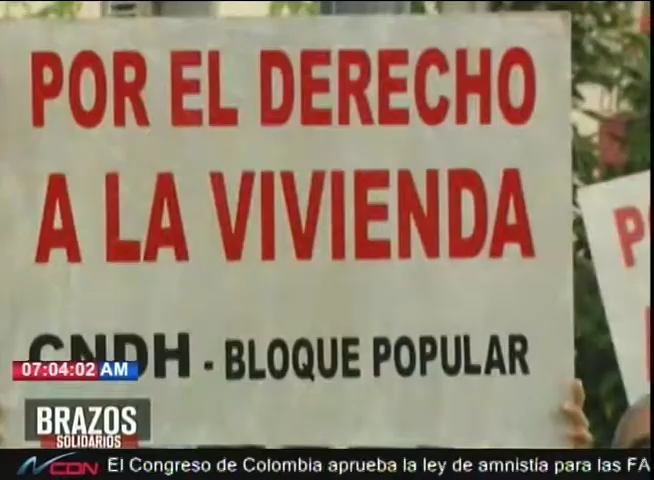 POR EL DERECHO
A LA VIVIENDA
CNDH - BLOQUE POPULAR
07:04:02 AM
BRAZOS
SOLIDARIOS
CDN El Congreso de Colombia aprueba la ley de amnistía para las FA